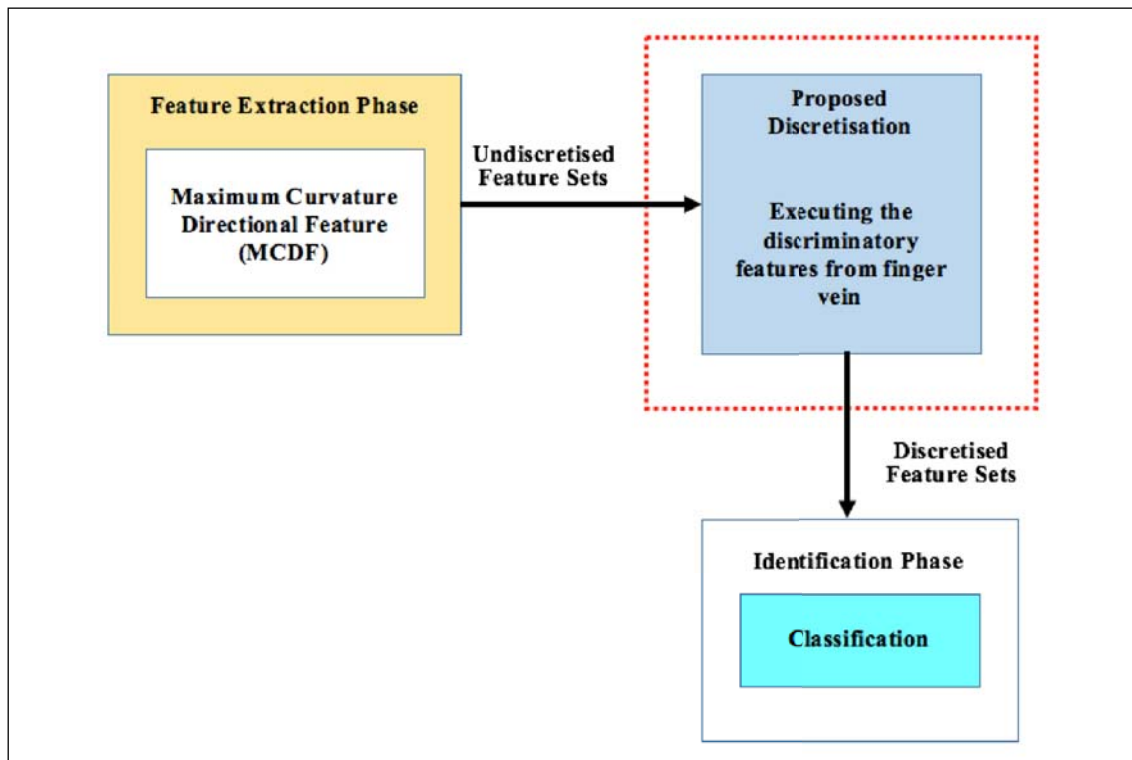 Feature Extraction Phase
Maximum Curvature
Directional Feature
(MCDF)
Undiscretised
Feature Sets
Proposed
Discretisation
Executing the
discriminatory
features from finger
vein
Discretised
Feature Sets
Identification Phase
Classification